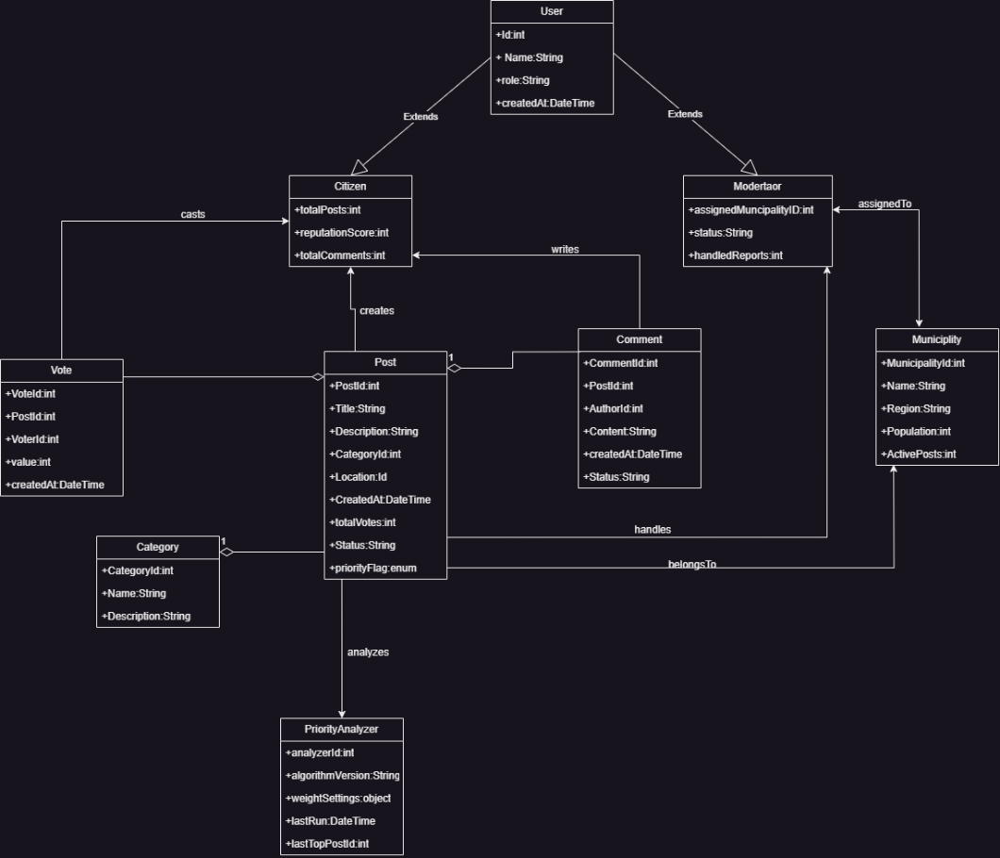 User
+Id:int
+ Name:String
+role:String
+createdAt:DateTime
Extends
Extends
Citizen
+totalPosts:int
+reputationScore:int
+totalComments:int
Modertaor
+assignedMuncipalityID:int
+status:String
+handledReports:int
assignedTo
casts
writes
creates
Vote
+VoteId:int
+PostId:int
+VoterId:int
+value:int
+createdAt:DateTime
Post
+PostId:int
+Title:String
+Description:String
+CategoryId:int
+Location:Id
+CreatedAt:DateTime
+totalVotes:int
+Status:String
+priorityFlag:enum
1
Comment
+CommentId:int
+PostId:int
+AuthorId:int
+Content:String
+createdAt:DateTime
+Status:String
Municiplity
+MunicipalityId:int
+Name:String
+Region:String
+Population:int
+ActivePosts:int
handles
belongsTo
Category
+CategoryId:int
+Name:String
+Description:String
1
analyzes
PriorityAnalyzer
+analyzerId:int
+algorithmVersion:String
+weightSettings:object
+lastRun:DateTime
+lastTopPostId:int